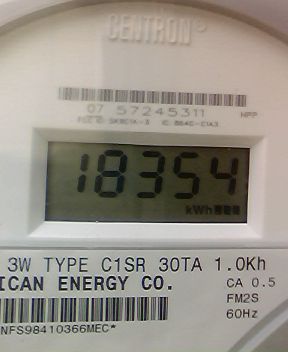 CENTRON®
07 57245311 HPP
18354
kWh
3W TYPE C1SR 30TA 1.0Kh
ICAN ENERGY CO. CA 0.5
FM2S
NFS98410366MEC* 60Hz